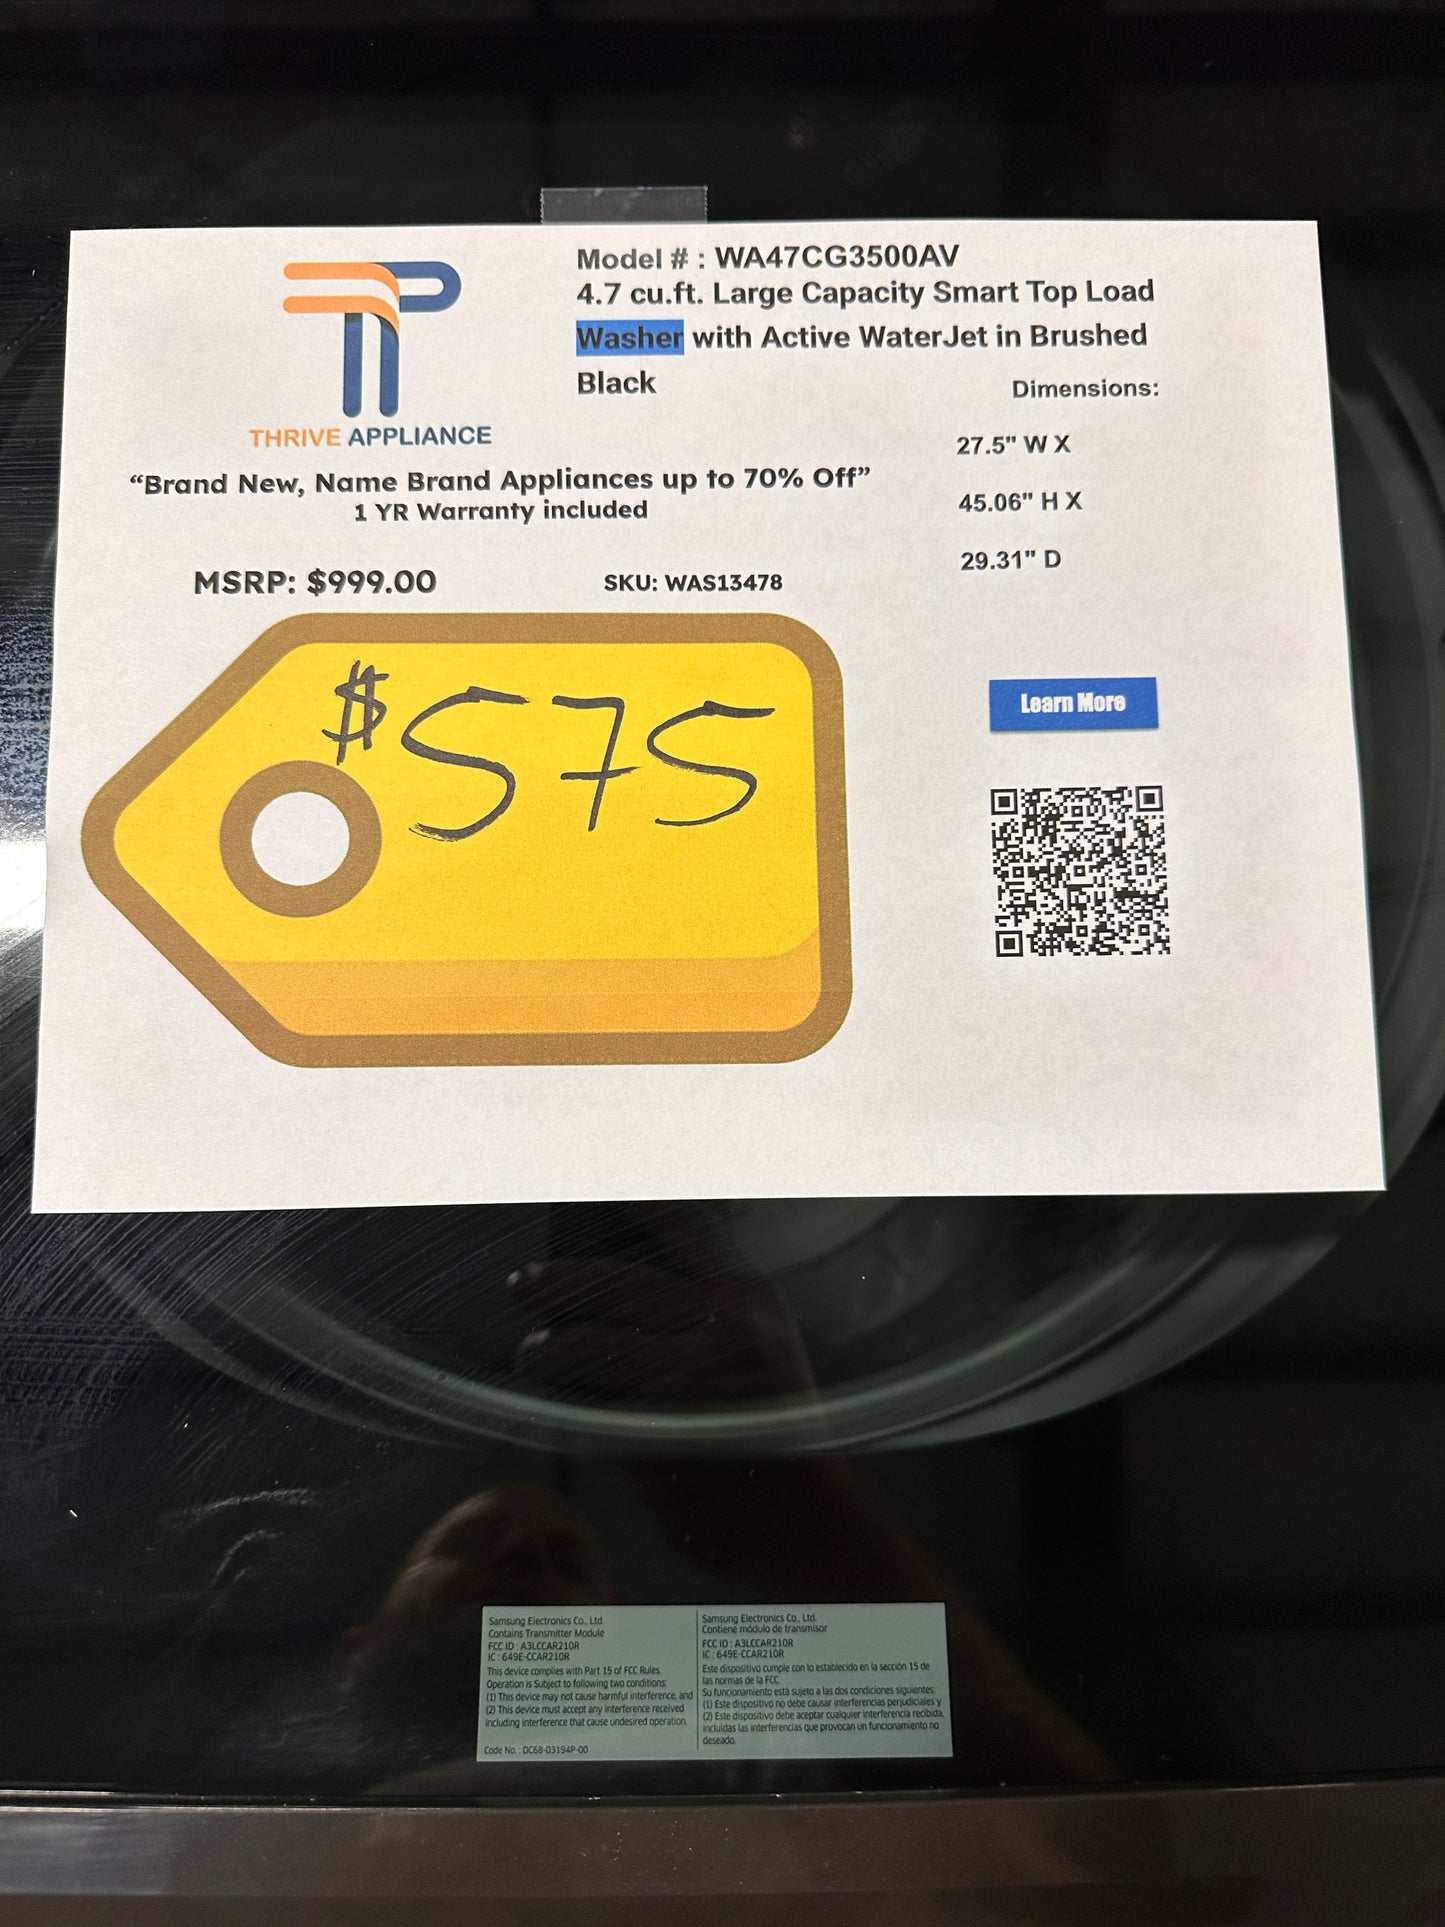 Model # : WA47CG3500AV
4.7 cu.ft. Large Capacity Smart Top Load
Washer with Active WaterJet in Brushed
Black
THRIVE APPLIANCE
“Brand New, Name Brand Appliances up to 70% Off”
1 YR Warranty included
MSRP: $999.00
SKU: WAS13478
Dimensions:
27.5" W X
45.06" H X
29.31" D
$575
Learn More
Samsung Electronics Co., Ltd.
Contains Transmitter Module
FCC ID : A3LCCAR210R
IC : 649E-CCAR210R
This device complies with Part 15 of FCC Rules.
Operation is Subject to following two conditions:
(1) This device may not cause harmful interference, and
(2) This device must accept any interference received
including interference that cause undesired operation.
Code No. : DC68-03194P-00
Samsung Electronics Co., Ltd.
Contiene módulo de transmisor
FCC ID : A3LCCAR210R
IC : 649E-CCAR210R
Este dispositivo cumple con lo establecido en la sección 15 de
las normas de la FCC.
Su funcionamiento está sujeto a las dos condiciones siguientes:
(1) Este dispositivo no debe causar interferencias perjudiciales y
(2) Este dispositivo debe aceptar cualquier interferencia recibida,
incluidas las interferencias que provocan un funcionamiento no
deseado.